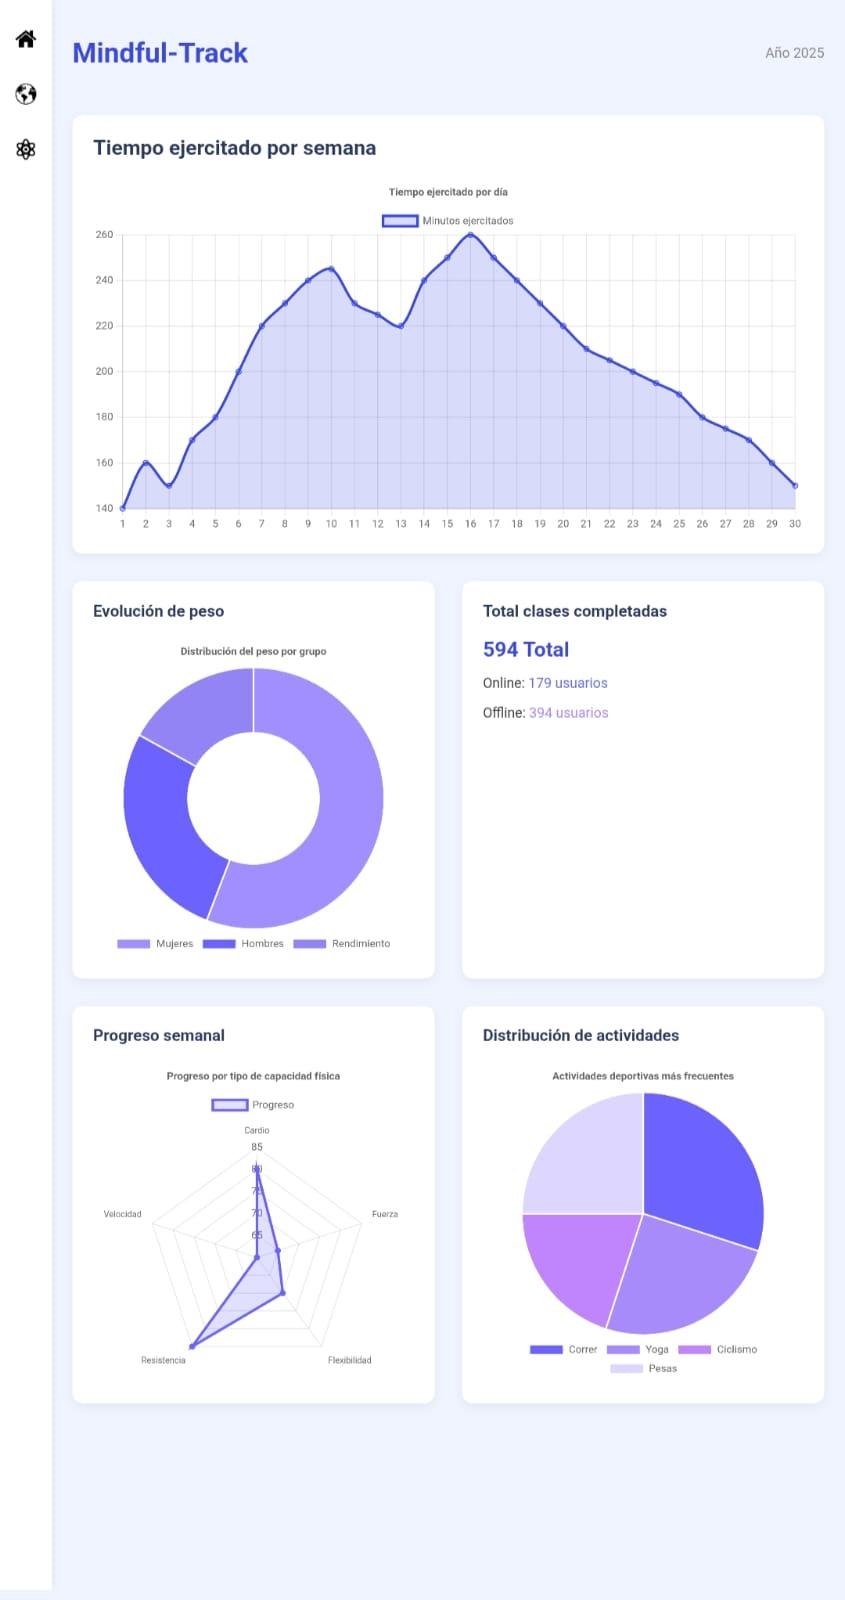 Mindful-Track
Año 2025
Tiempo ejercitado por semana
Tiempo ejercitado por día
Minutos ejercitados
260
240
220
200
180
160
140
1 2 3 4 5 6 7 8 9 10 11 12 13 14 15 16 17 18 19 20 21 22 23 24 25 26 27 28 29 30
Evolución de peso
Distribución del peso por grupo
Mujeres Hombres Rendimiento
Total clases completadas
594 Total
Online: 179 usuarios
Offline: 394 usuarios
Progreso semanal
Progreso por tipo de capacidad física
Progreso
Cardio
85
80
75
70
65
Velocidad
Fuerza
Resistencia
Flexibilidad
Distribución de actividades
Actividades deportivas más frecuentes
Correr Yoga Ciclismo
Pesas